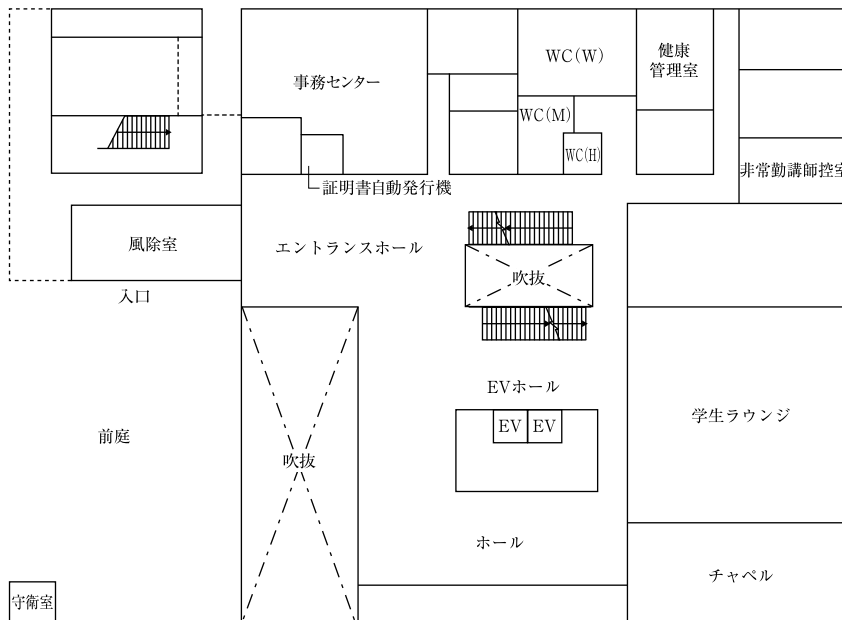 WC(W)
健康
管理室
事務センター
WC(M)
WC(H)
非常勤講師控室
証明書自動発行機
風除室
エントランスホール
吹抜
入口
EVホール
学生ラウンジ
EV
EV
前庭
吹抜
ホール
チャペル
守衛室